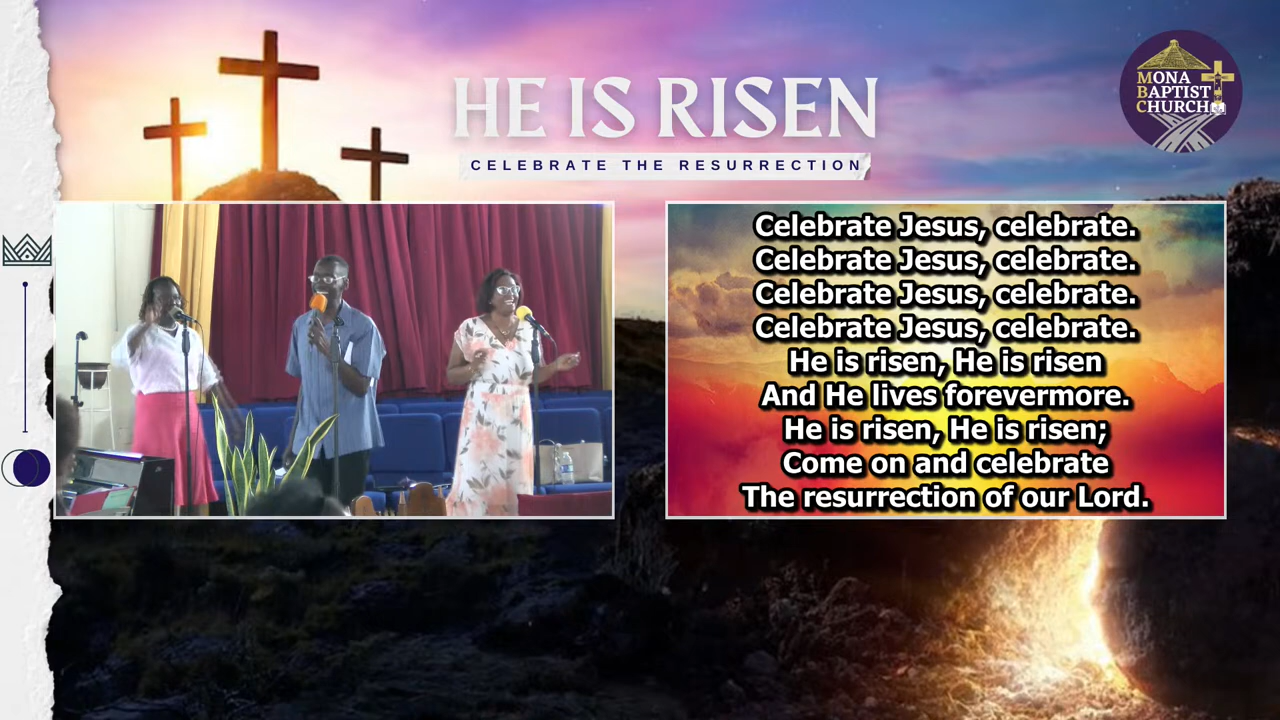 HE IS RISEN
CELEBRATE THE RESURRECTION
MONA
BAPTIST
CHURCH
Celebrate Jesus, celebrate.
Celebrate Jesus, celebrate.
Celebrate Jesus, celebrate.
Celebrate Jesus, celebrate.
He is risen, He is risen
And He lives forevermore.
He is risen, He is risen;
Come on and celebrate
The resurrection of our Lord.